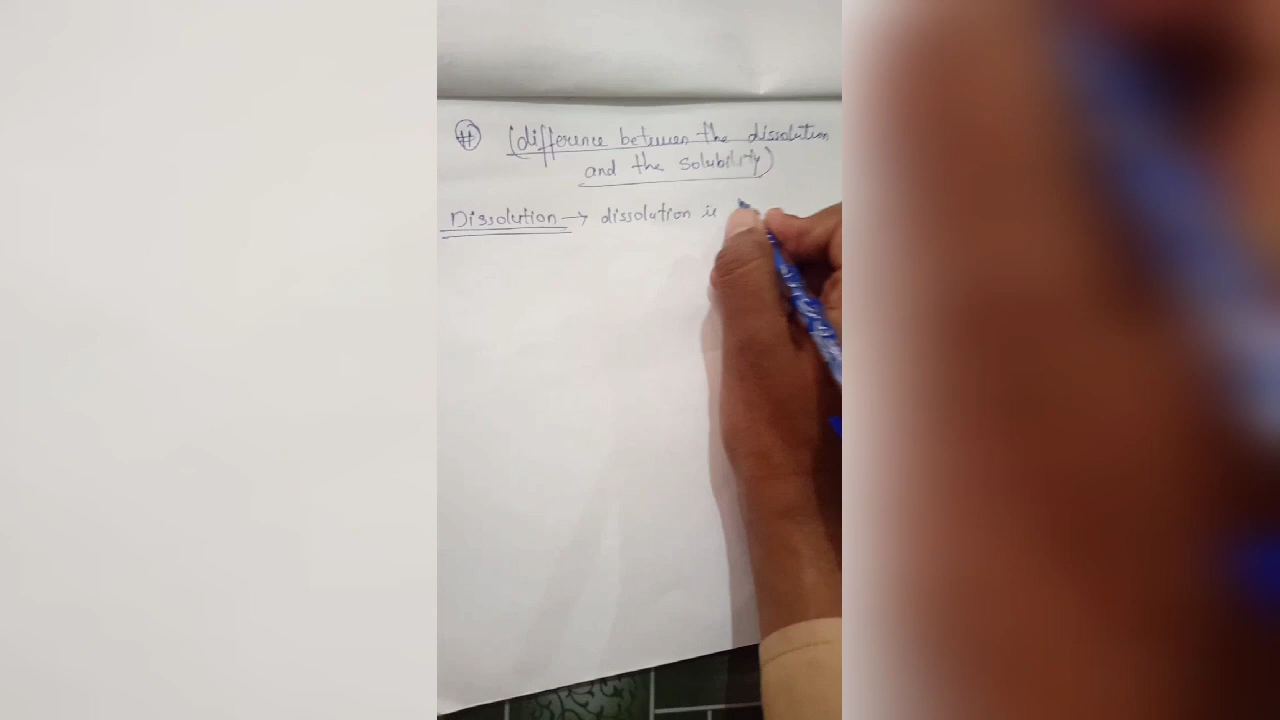 # (difference between the dissolution
and the solubility)
Dissolution → dissolution is